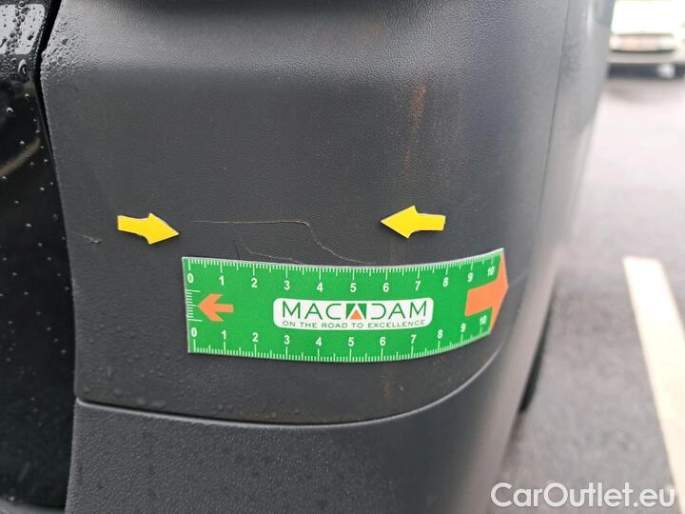 0 1 2 3 4 5 6 7 8 9 10
MACADAM
ON THE ROAD TO EXCELLENCE
0 1 2 3 4 5 6 7 8 9 10
CarOutlet.eu